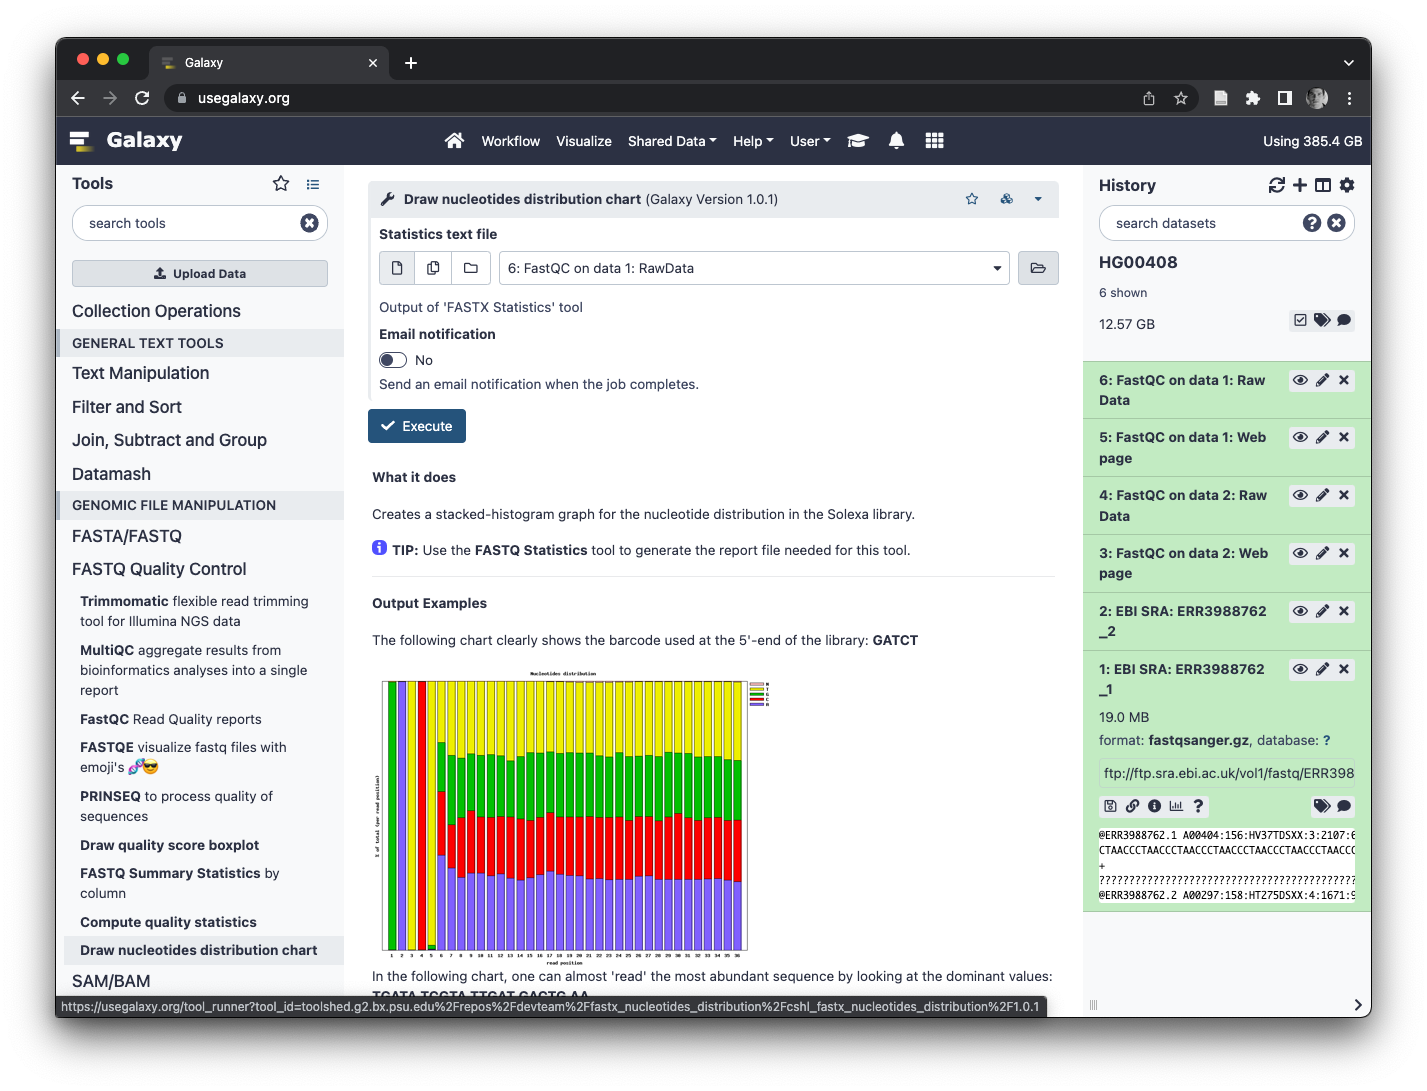 Galaxy
usegalaxy.org
Galaxy
Workflow
Visualize
Shared Data
Help
User
Using 385.4 GB
Tools
search tools
Upload Data
Collection Operations
GENERAL TEXT TOOLS
Text Manipulation
Filter and Sort
Join, Subtract and Group
Datamash
GENOMIC FILE MANIPULATION
FASTA/FASTQ
FASTQ Quality Control
Trimmomatic flexible read trimming
tool for Illumina NGS data
MultiQC aggregate results from
bioinformatics analyses into a single
report
FastQC Read Quality reports
FASTQE visualize fastq files with
emoji's 🧬😎
PRINSEQ to process quality of
sequences
Draw quality score boxplot
FASTQ Summary Statistics by
column
Compute quality statistics
Draw nucleotides distribution chart
SAM/BAM
Draw nucleotides distribution chart (Galaxy Version 1.0.1)
Statistics text file
6: FastQC on data 1: RawData
Output of 'FASTX Statistics' tool
Email notification
No
Send an email notification when the job completes.
Execute
What it does
Creates a stacked-histogram graph for the nucleotide distribution in the Solexa library.
TIP: Use the FASTQ Statistics tool to generate the report file needed for this tool.
Output Examples
The following chart clearly shows the barcode used at the 5'-end of the library: GATCT
Nucleotides distribution
% of total (per read position)
1 2 3 4 5 6 7 8 9 10 11 12 13 14 15 16 17 18 19 20 21 22 23 24 25 26 27 28 29 30 31 32 33 34 35 36
read position
In the following chart, one can almost 'read' the most abundant sequence by looking at the dominant values:
TGATA TCGTA TTGAT GACTG AA
https://usegalaxy.org/tool_runner?tool_id=toolshed.g2.bx.psu.edu%2Frepos%2Fdevteam%2Ffastx_nucleotides_distribution%2Fcshl_fastx_nucleotides_distribution%2F1.0.1
History
search datasets
HG00408
6 shown
12.57 GB
6: FastQC on data 1: Raw
Data
5: FastQC on data 1: Web
page
4: FastQC on data 2: Raw
Data
3: FastQC on data 2: Web
page
2: EBI SRA: ERR3988762
_2
1: EBI SRA: ERR3988762
_1
19.0 MB
format: fastqsanger.gz, database: ?
ftp://ftp.sra.ebi.ac.uk/vol1/fastq/ERR398
@ERR3988762.1 A00404:156:HV37TDSXX:3:2107:6
CTAACCCTAACCCTAACCCTAACCCTAACCCTAACCCTAACCC
+
???????????????????????????????????????????
@ERR3988762.2 A00297:158:HT275DSXX:4:1671:9